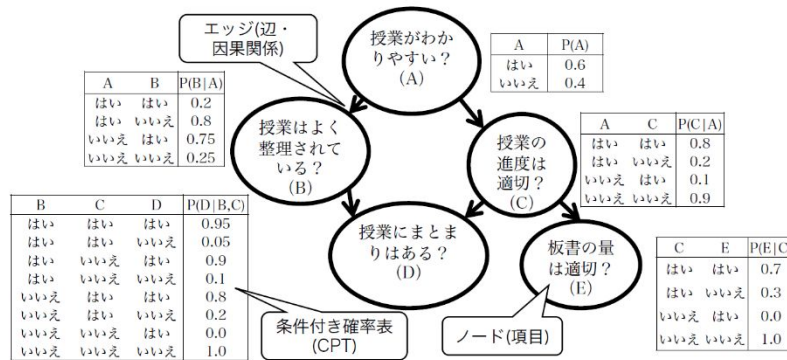 エッジ(辺・
因果関係)
授業がわか
りやすい？
(A)
A P(A)
はい 0.6
いいえ 0.4
A B P(B|A)
はい はい 0.2
はい いいえ 0.8
いいえ はい 0.75
いいえ いいえ 0.25
授業はよく
整理されて
いる？
(B)
授業の
進度は
適切？
(C)
A C P(C|A)
はい はい 0.8
はい いいえ 0.2
いいえ はい 0.1
いいえ いいえ 0.9
B C D P(D|B,C)
はい はい はい 0.95
はい はい いいえ 0.05
はい いいえ はい 0.9
はい いいえ いいえ 0.1
いいえ はい はい 0.8
いいえ はい いいえ 0.2
いいえ いいえ はい 0.0
いいえ いいえ いいえ 1.0
授業にまとま
りはある？
(D)
板書の量
は適切？
(E)
C E P(E|C
はい はい 0.7
はい いいえ 0.3
いいえ はい 0.0
いいえ いいえ 1.0
条件付き確率表
(CPT)
ノード(項目)